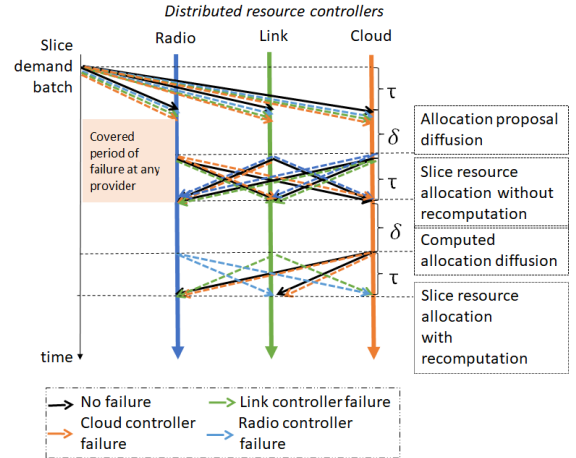 Distributed resource controllers
Slice
demand
batch
Radio
Link
Cloud
τ
δ
τ
δ
τ
Covered
period of
failure at any
provider
Allocation proposal
diffusion
Slice resource
allocation without
recomputation
Computed
allocation diffusion
Slice resource
allocation
with
recomputation
time
No failure
Link controller failure
Cloud controller
failure
Radio controller
failure